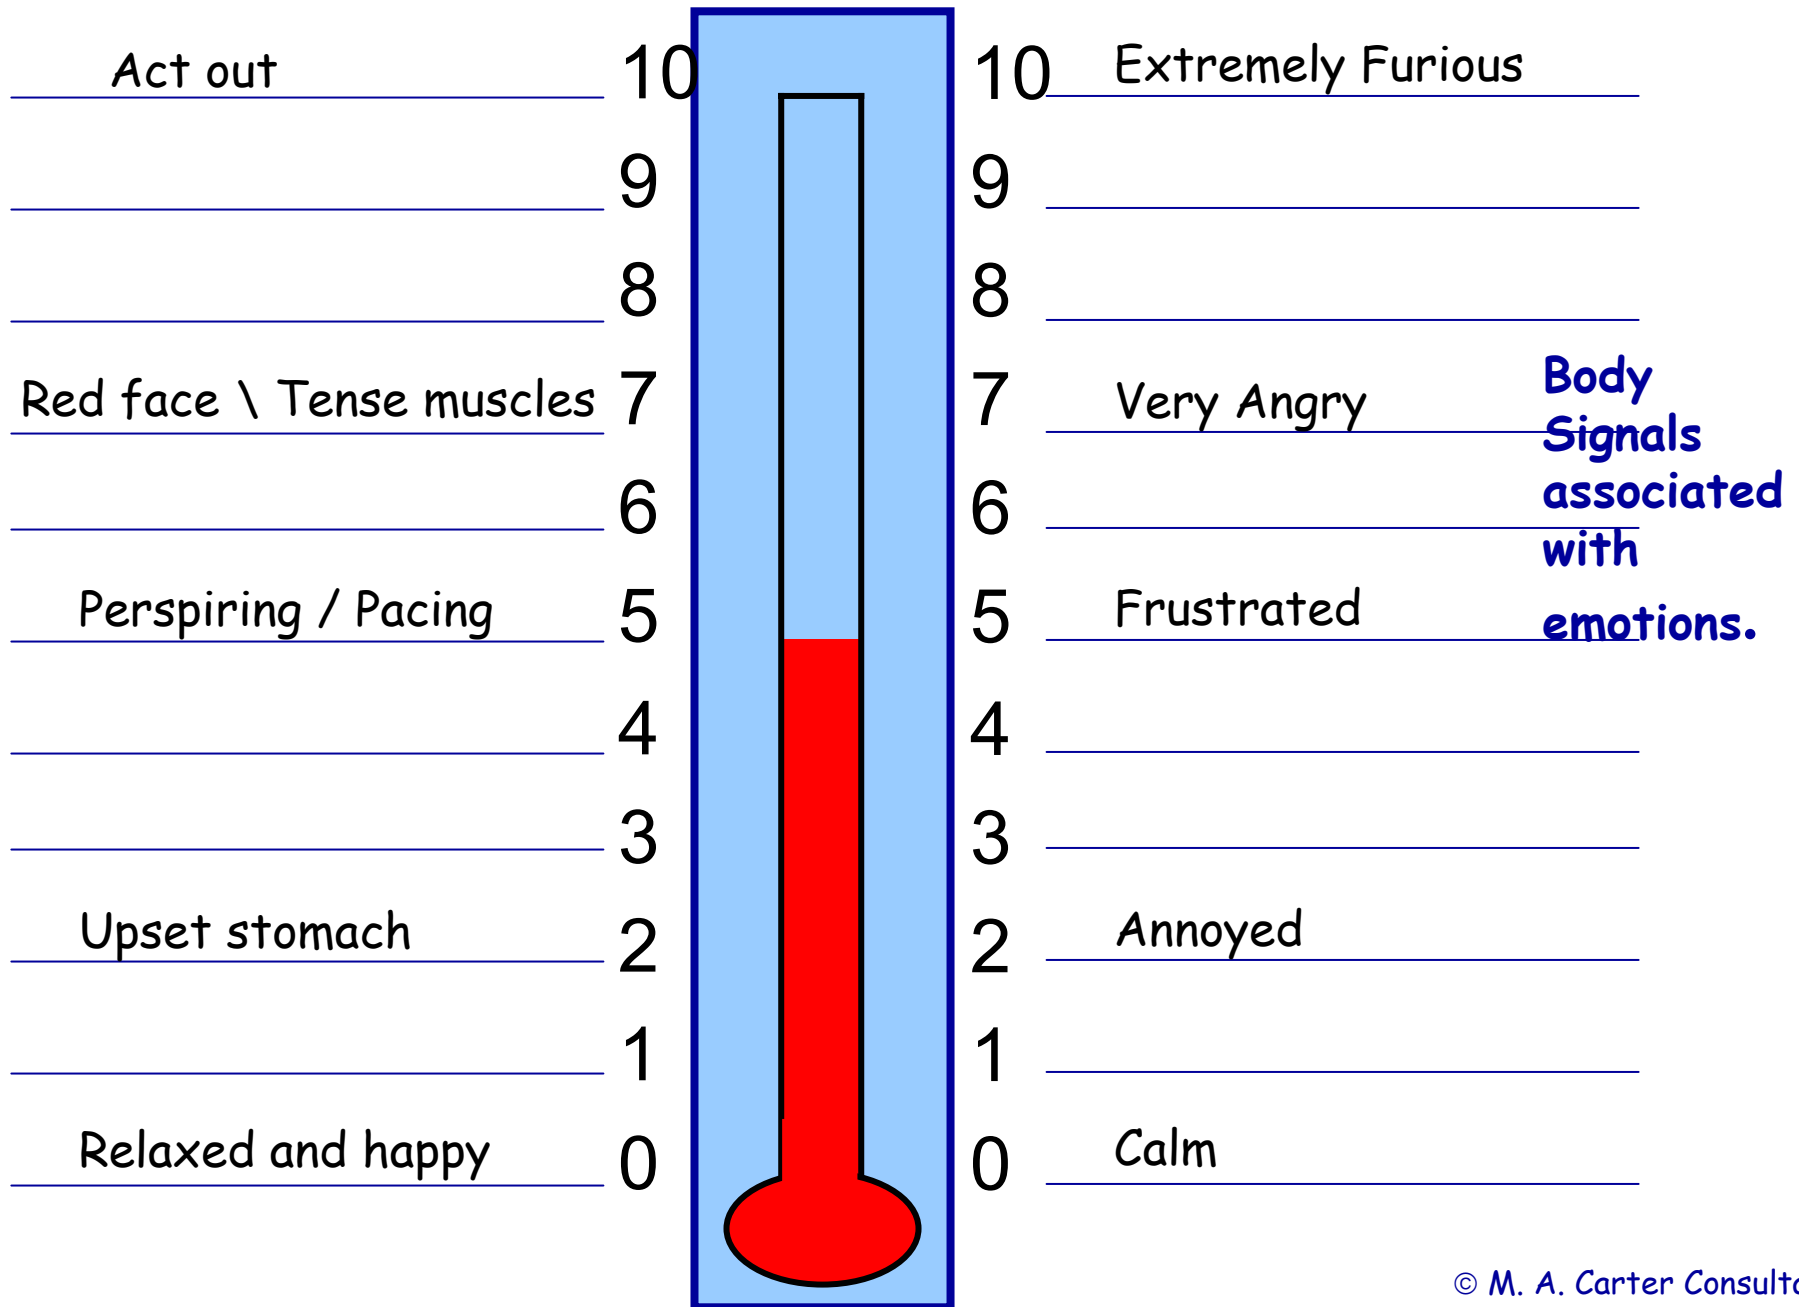 Act out 10 10 Extremely Furious
9 9
8 8
Red face \ Tense muscles 7 7 Very Angry
6 6
Perspiring / Pacing 5 5 Frustrated
4 4
3 3
Upset stomach 2 2 Annoyed
1 1
Relaxed and happy 0 0 Calm
Body
Signals
associated
with
emotions.
© M. A. Carter Consulta